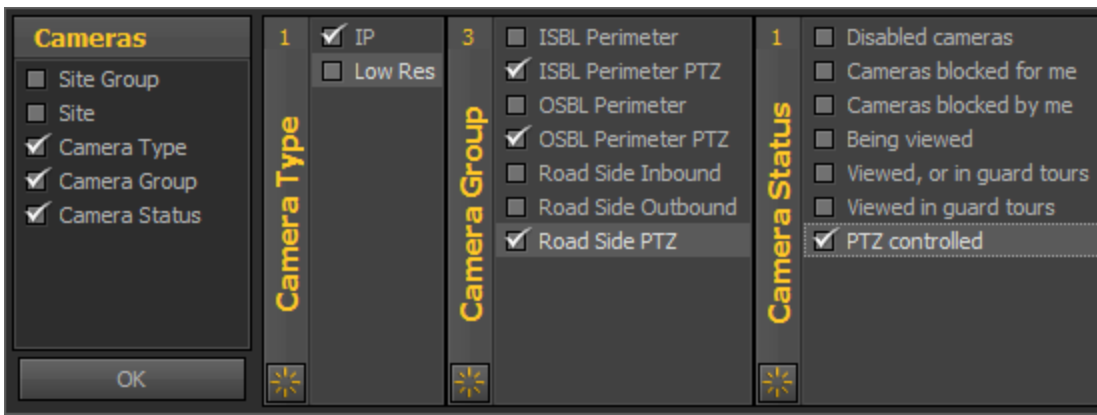 Cameras
Site Group
Site
Camera Type
Camera Group
Camera Status
OK
1
Camera Type
IP
Low Res
3
Camera Group
ISBL Perimeter
ISBL Perimeter PTZ
OSBL Perimeter
OSBL Perimeter PTZ
Road Side Inbound
Road Side Outbound
Road Side PTZ
1
Camera Status
Disabled cameras
Cameras blocked for me
Cameras blocked by me
Being viewed
Viewed, or in guard tours
Viewed in guard tours
PTZ controlled